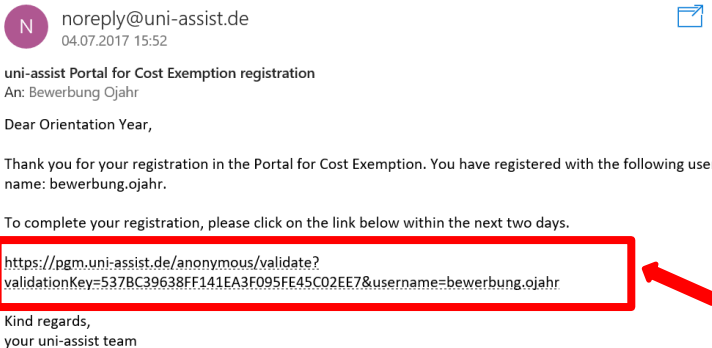 N
noreply@uni-assist.de
04.07.2017 15:52
uni-assist Portal for Cost Exemption registration
An: Bewerbung Ojahr
Dear Orientation Year,
Thank you for your registration in the Portal for Cost Exemption. You have registered with the following use
name: bewerbung.ojahr.
To complete your registration, please click on the link below within the next two days.
https://pgm.uni-assist.de/anonymous/validate?
validationKey=537BC39638FF141EA3F095FE45C02EE7&username=bewerbung.ojahr
Kind regards,
your uni-assist team